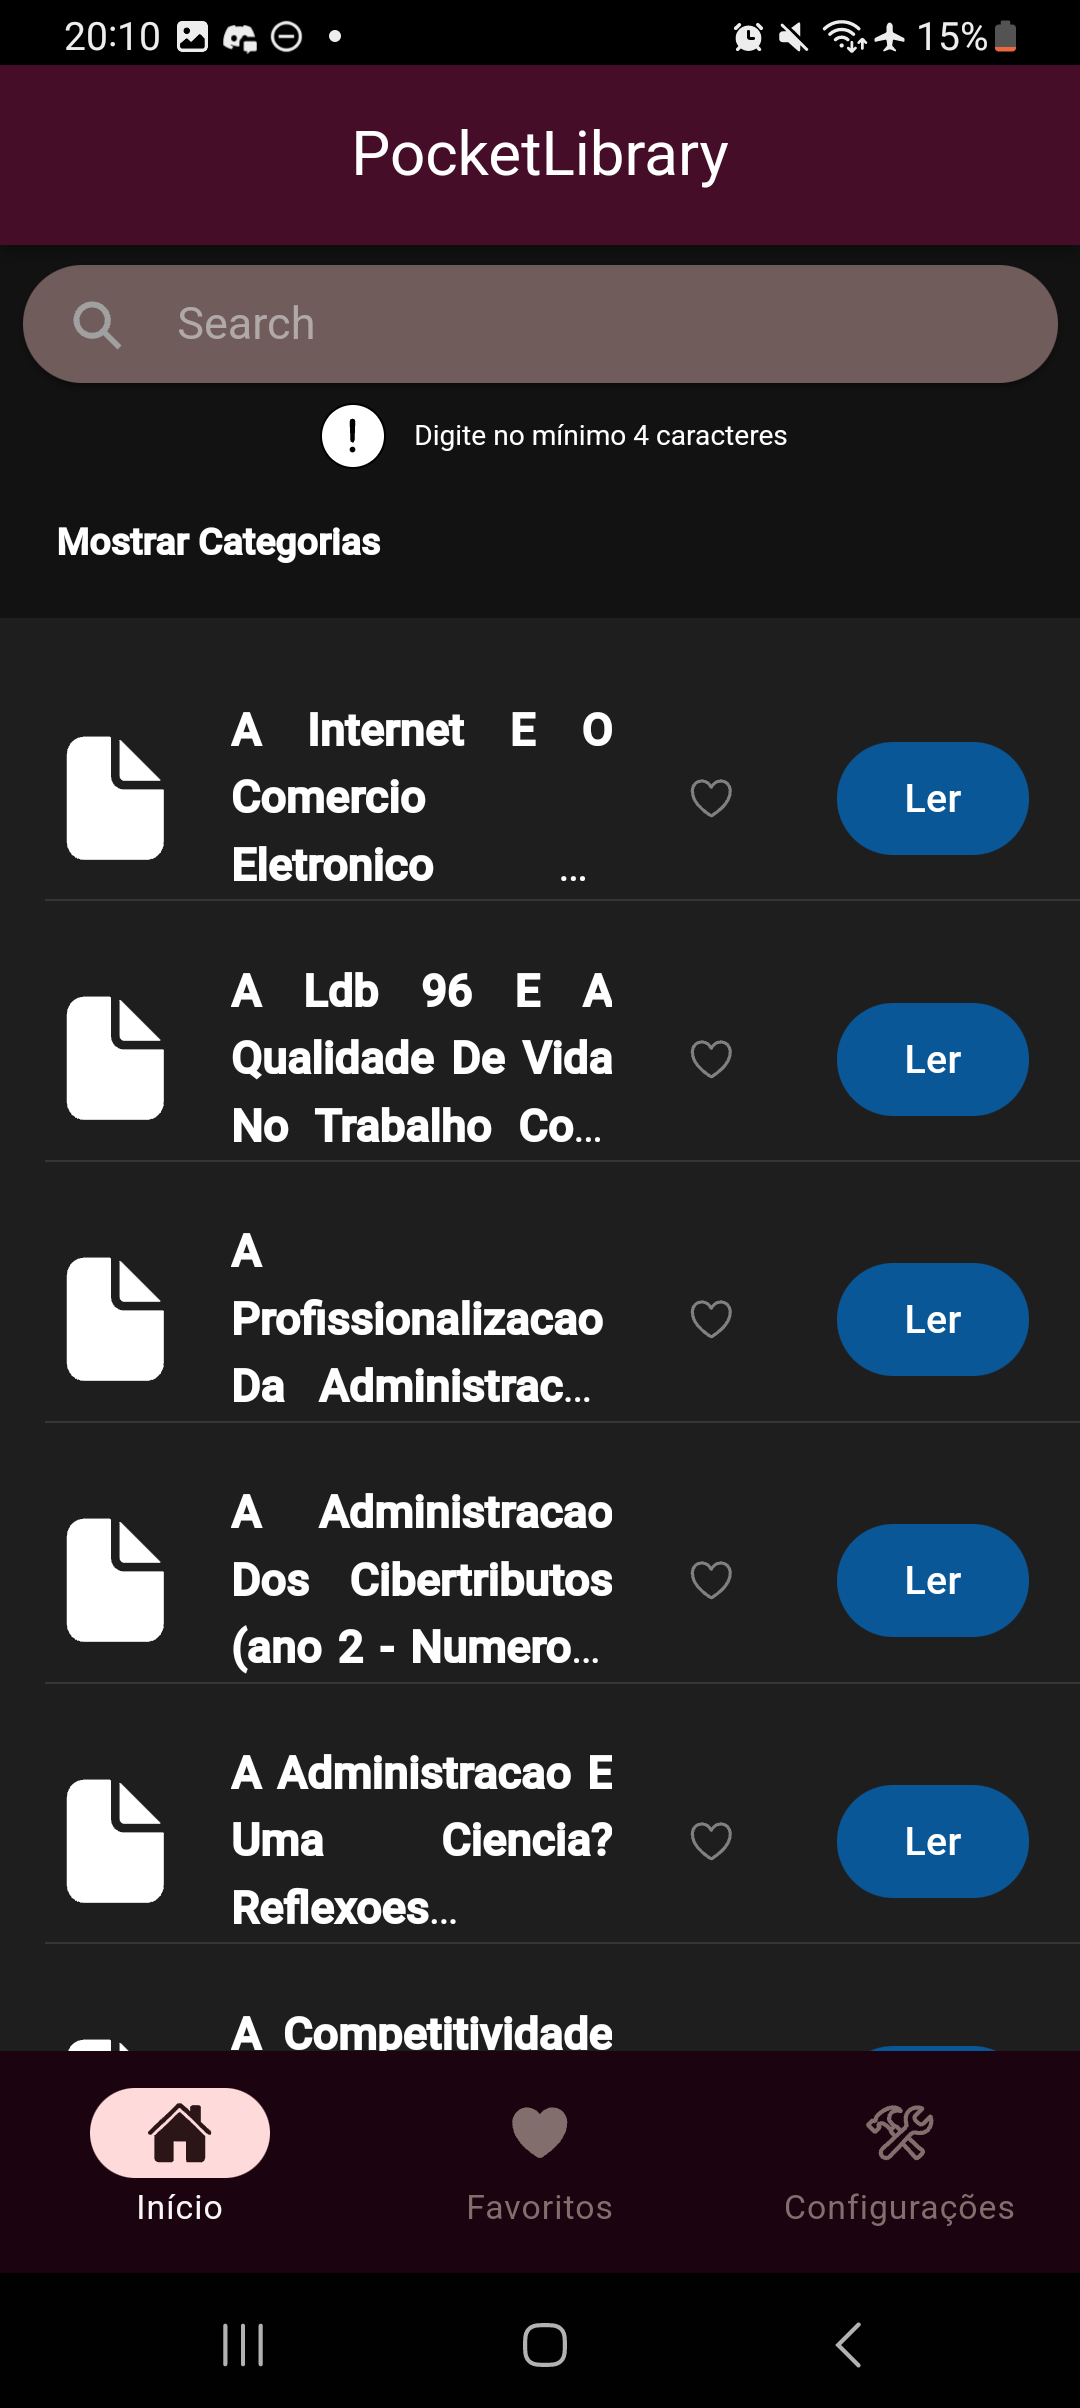 20:10 15%
PocketLibrary
Search
! Digite no mínimo 4 caracteres
Mostrar Categorias
A Internet E O
Comercio
Eletronico ...
Ler
A Ldb 96 E A
Qualidade De Vida
No Trabalho Co...
Ler
A
Profissionalizacao
Da Administrac...
Ler
A Administracao
Dos Cibertributos
(ano 2 - Numero...
Ler
A Administracao E
Uma Ciencia?
Reflexoes...
Ler
A Competitividade
Início Favoritos Configurações